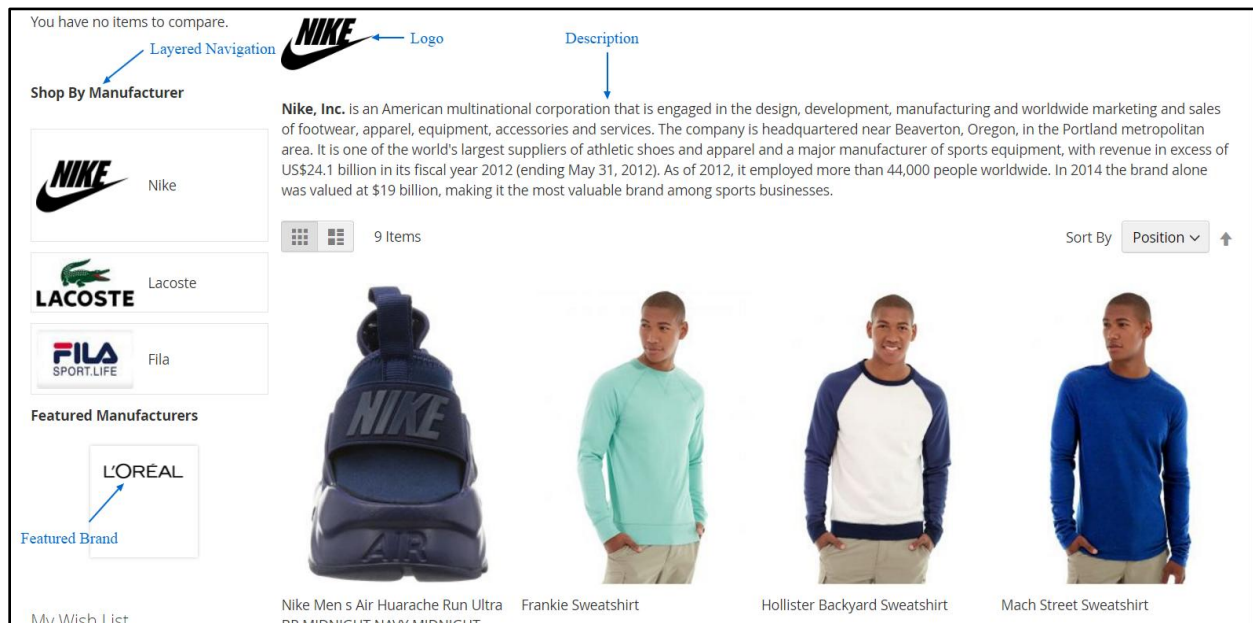 You have no items to compare.
Layered Navigation
Shop By Manufacturer
NIKE
Nike
LACOSTE
Lacoste
FILA
SPORT.LIFE
Fila
Featured Manufacturers
L'ORÉAL
Featured Brand
My Wish List
NIKE
Logo
Description
Nike, Inc. is an American multinational corporation that is engaged in the design, development, manufacturing and worldwide marketing and sales
of footwear, apparel, equipment, accessories and services. The company is headquartered near Beaverton, Oregon, in the Portland metropolitan
area. It is one of the world's largest suppliers of athletic shoes and apparel and a major manufacturer of sports equipment, with revenue in excess of
US$24.1 billion in its fiscal year 2012 (ending May 31, 2012). As of 2012, it employed more than 44,000 people worldwide. In 2014 the brand alone
was valued at $19 billion, making it the most valuable brand among sports businesses.
9 Items
Sort By Position
NIKE
AIR
Nike Men s Air Huarache Run Ultra
BR MIDNIGHT NAVY MIDNIGHT
Frankie Sweatshirt
Hollister Backyard Sweatshirt
Mach Street Sweatshirt